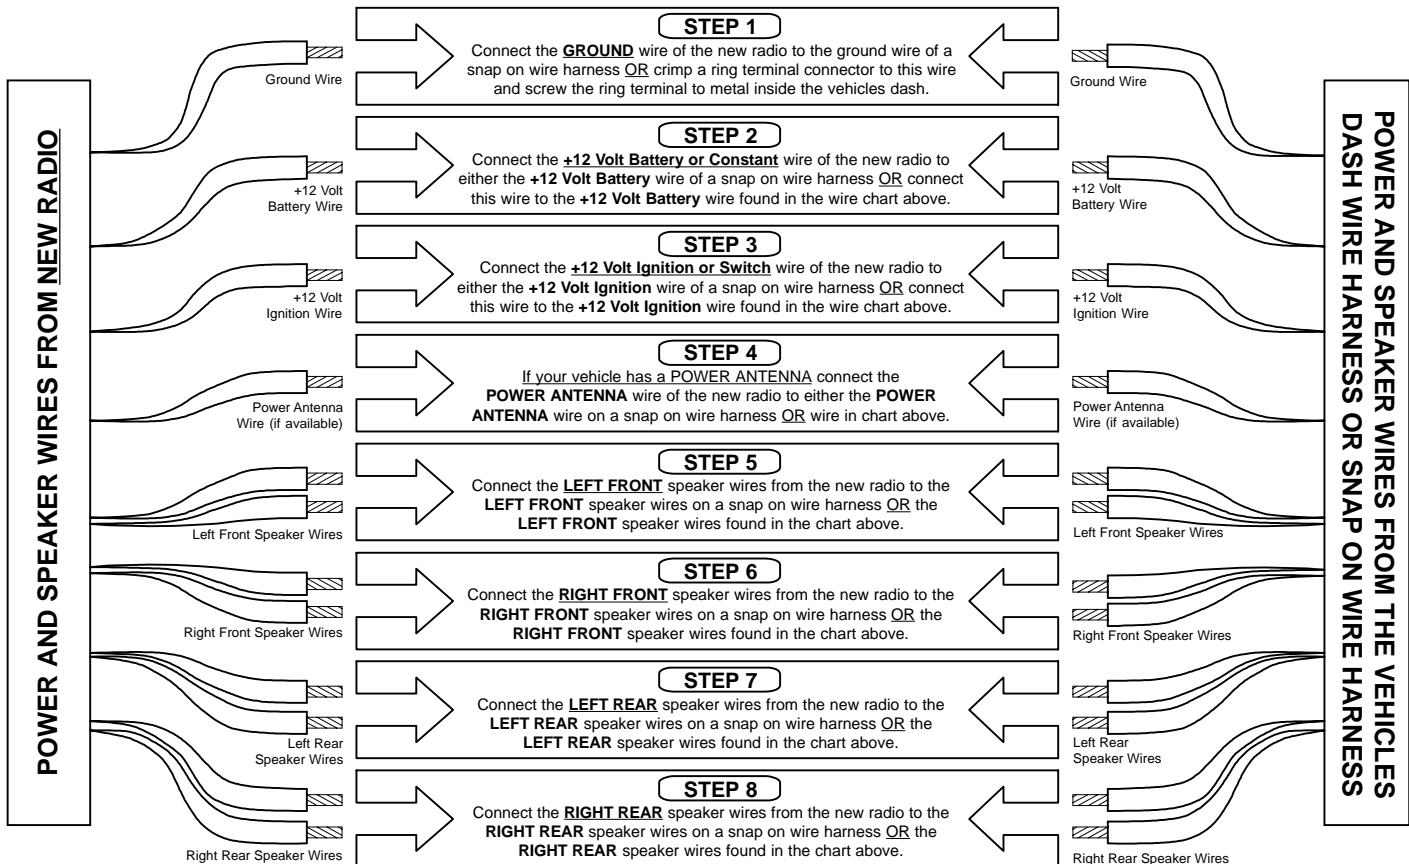 POWER AND SPEAKER WIRES FROM NEW RADIO
STEP 1
Connect the GROUND wire of the new radio to the ground wire of a
snap on wire harness OR crimp a ring terminal connector to this wire
and screw the ring terminal to metal inside the vehicles dash.
Ground Wire
Ground Wire
STEP 2
Connect the +12 Volt Battery or Constant wire of the new radio to
either the +12 Volt Battery wire of a snap on wire harness OR connect
this wire to the +12 Volt Battery wire found in the wire chart above.
+12 Volt
Battery Wire
+12 Volt
Battery Wire
STEP 3
Connect the +12 Volt Ignition or Switch wire of the new radio to
either the +12 Volt Ignition wire of a snap on wire harness OR connect
this wire to the +12 Volt Ignition wire found in the wire chart above.
+12 Volt
Ignition Wire
+12 Volt
Ignition Wire
STEP 4
If your vehicle has a POWER ANTENNA connect the
POWER ANTENNA wire of the new radio to either the POWER
ANTENNA wire on a snap on wire harness OR wire in chart above.
Power Antenna
Wire (if available)
Power Antenna
Wire (if available)
STEP 5
Connect the LEFT FRONT speaker wires from the new radio to the
LEFT FRONT speaker wires on a snap on wire harness OR the
LEFT FRONT speaker wires found in the chart above.
Left Front Speaker Wires
Left Front Speaker Wires
STEP 6
Connect the RIGHT FRONT speaker wires from the new radio to the
RIGHT FRONT speaker wires on a snap on wire harness OR the
RIGHT FRONT speaker wires found in the chart above.
Right Front Speaker Wires
Right Front Speaker Wires
STEP 7
Connect the LEFT REAR speaker wires from the new radio to the
LEFT REAR speaker wires on a snap on wire harness OR the
LEFT REAR speaker wires found in the chart above.
Left Rear
Speaker Wires
Left Rear
Speaker Wires
STEP 8
Connect the RIGHT REAR speaker wires from the new radio to the
RIGHT REAR speaker wires on a snap on wire harness OR the
RIGHT REAR speaker wires found in the chart above.
Right Rear Speaker Wires
Right Rear Speaker Wires
POWER AND SPEAKER WIRES FROM THE VEHICLES
DASH WIRE HARNESS OR SNAP ON WIRE HARNESS